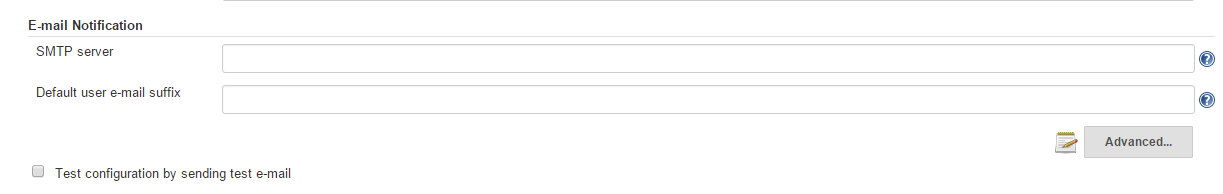 E-mail Notification
SMTP server
Default user e-mail suffix
Advanced...
Test configuration by sending test e-mail